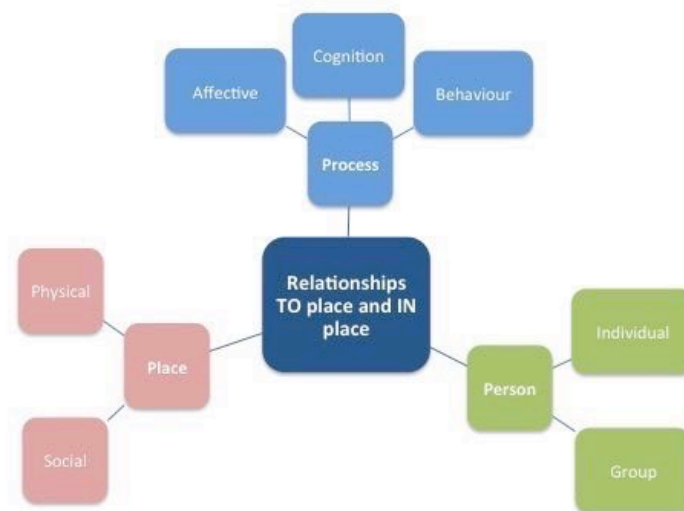 Cognition
Affective
Behaviour
Process
Relationships
TO place and IN
place
Physical
Place
Social
Individual
Person
Group